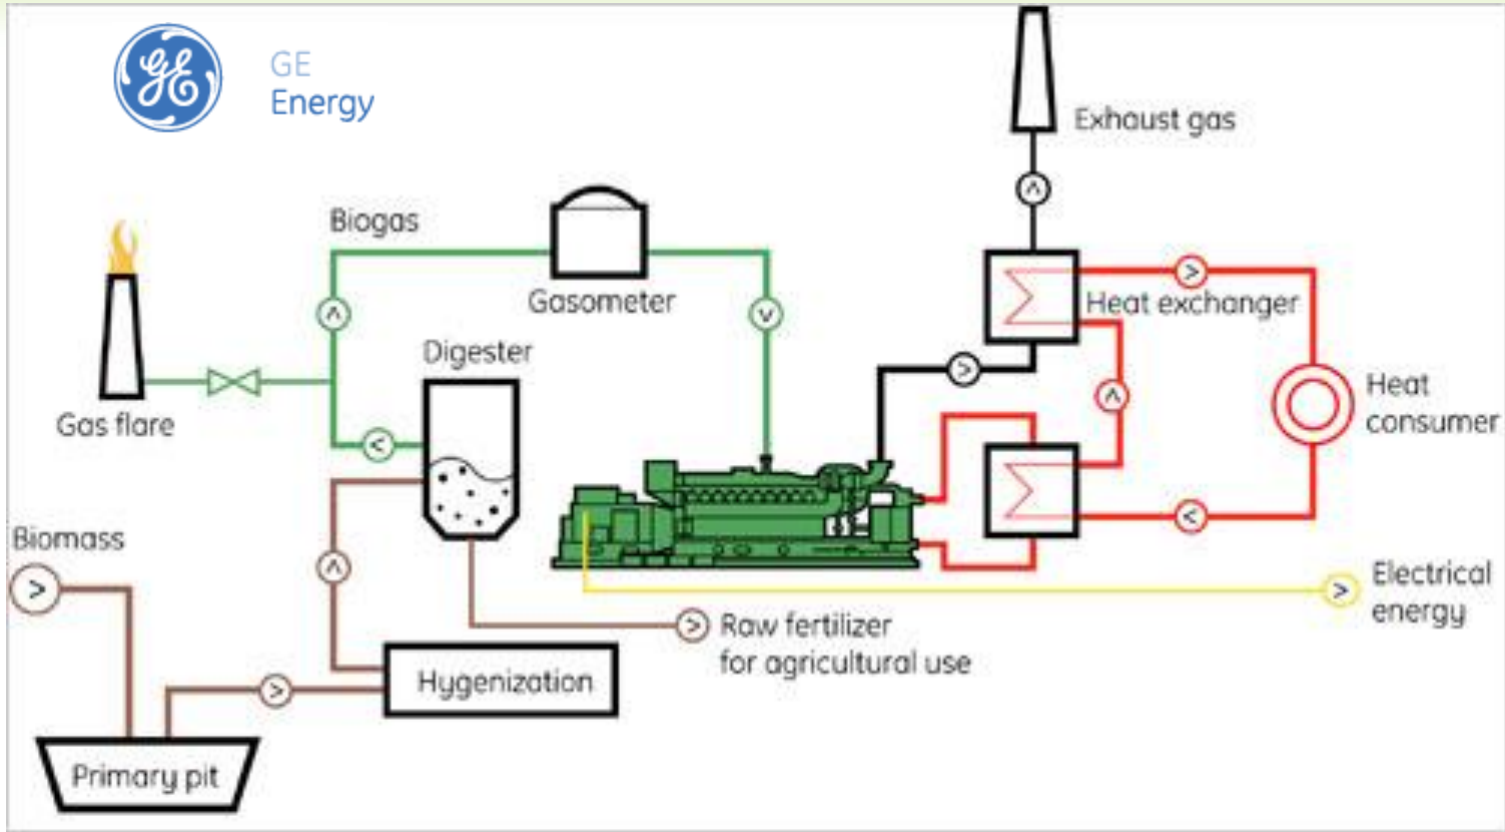 GE
GE
Energy
Exhaust gas
Biogas
Gasometer
Heat exchanger
Digester
Gas flare
Heat
consumer
Biomass
Electrical
energy
Raw fertilizer
for agricultural use
Hygenization
Primary pit